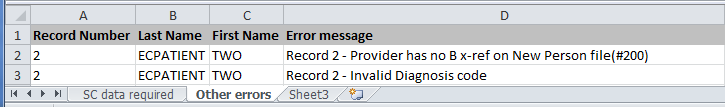 A B C D
1 Record Number Last Name First Name Error message
2 2 ECPATIENT TWO Record 2 - Provider has no B x-ref on New Person file(#200)
3 2 ECPATIENT TWO Record 2 - Invalid Diagnosis code
SC data required Other errors Sheet3